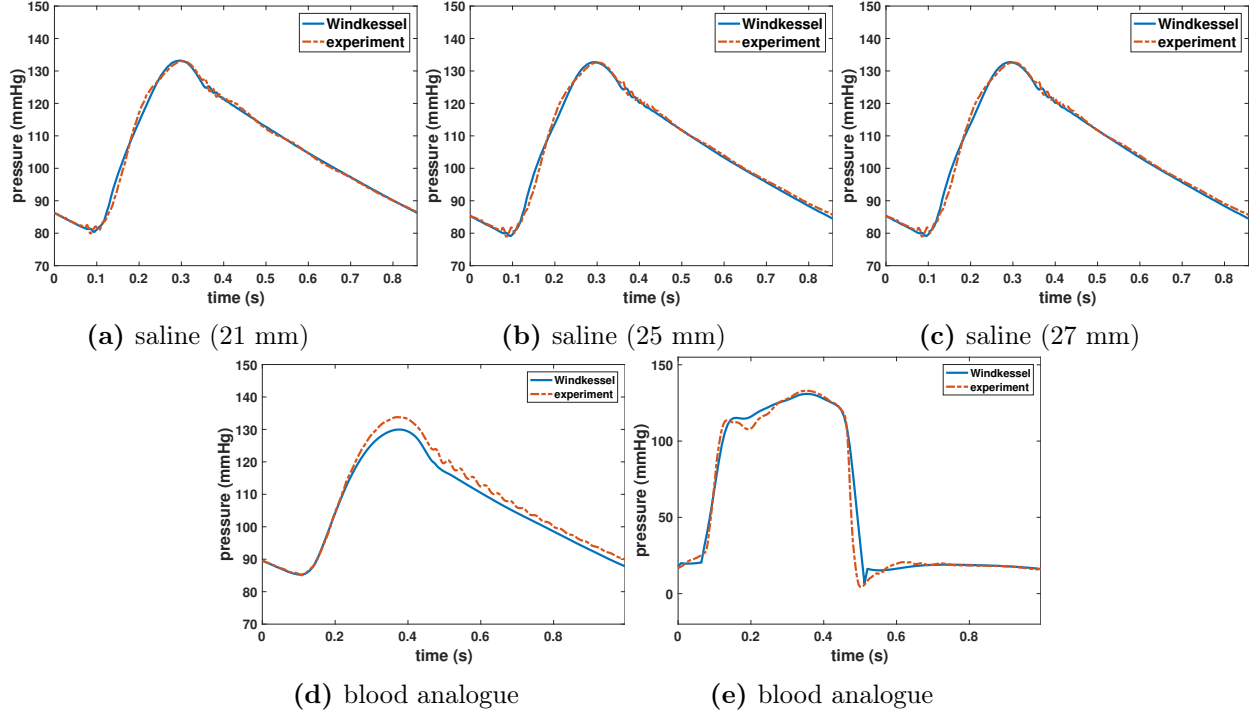 150
140
130
120
110
100
90
80
70
pressure (mmHg)
Windkessel
experiment
0 0.1 0.2 0.3 0.4 0.5 0.6 0.7 0.8
time (s)
(a) saline (21 mm)
150
140
130
120
110
100
90
80
70
pressure (mmHg)
Windkessel
experiment
0 0.1 0.2 0.3 0.4 0.5 0.6 0.7 0.8
time (s)
(b) saline (25 mm)
150
140
130
120
110
100
90
80
70
pressure (mmHg)
Windkessel
experiment
0 0.1 0.2 0.3 0.4 0.5 0.6 0.7 0.8
time (s)
(c) saline (27 mm)
150
140
130
120
110
100
90
80
70
pressure (mmHg)
Windkessel
experiment
0 0.2 0.4 0.6 0.8
time (s)
(d) blood analogue
150
100
50
0
pressure (mmHg)
Windkessel
experiment
0 0.2 0.4 0.6 0.8
time (s)
(e) blood analogue